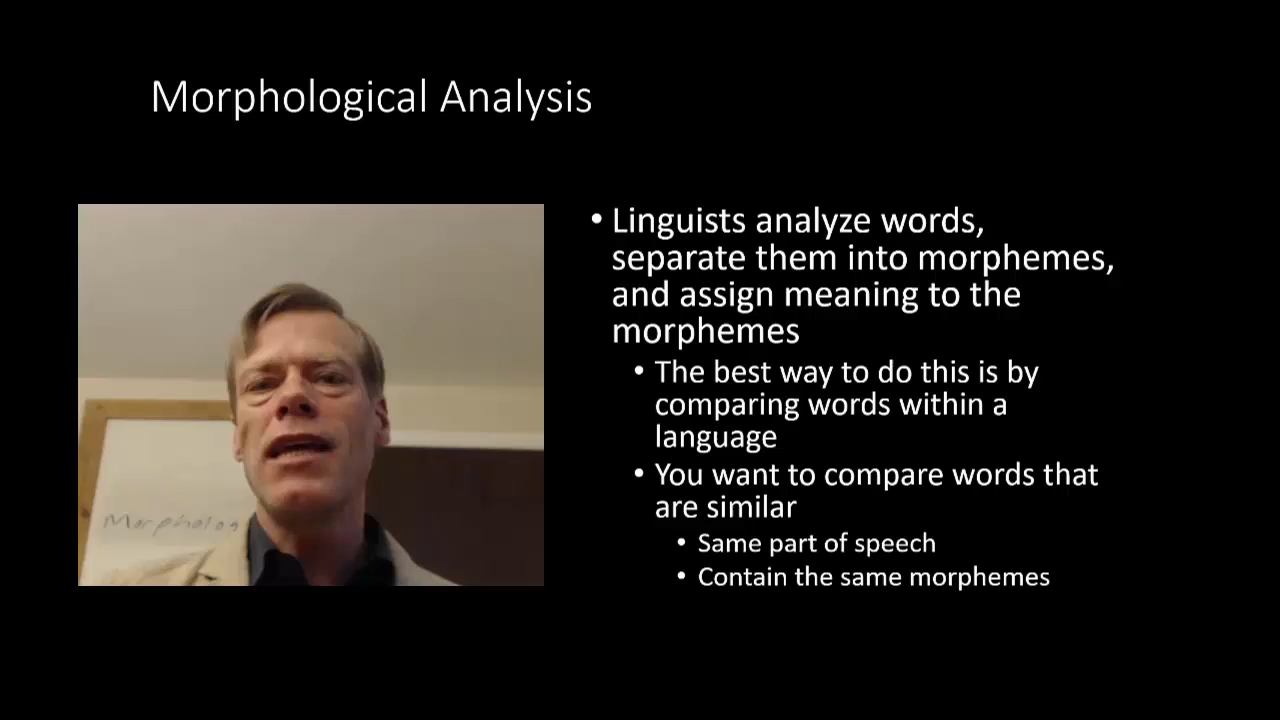 Morphological Analysis
• Linguists analyze words,
separate them into morphemes,
and assign meaning to the
morphemes
• The best way to do this is by
comparing words within a
language
• You want to compare words that
are similar
• Same part of speech
• Contain the same morphemes
Morpholog